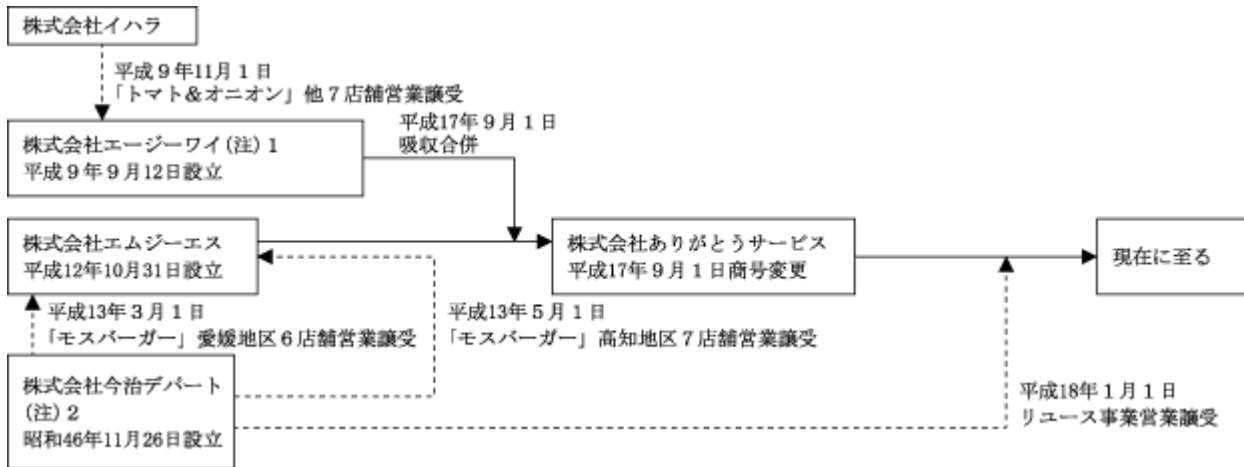 株式会社イハラ
平成９年11月１日
「トマト＆オニオン」他７店舗営業譲受
平成17年９月１日
吸収合併
株式会社エージーワイ(注)１
平成９年９月12日設立
株式会社エムジーエス
平成12年10月31日設立
株式会社ありがとうサービス
平成17年９月１日商号変更
現在に至る
平成13年３月１日
「モスバーガー」愛媛地区６店舗営業譲受
平成13年５月１日
「モスバーガー」高知地区７店舗営業譲受
株式会社今治デパート
(注)２
昭和46年11月26日設立
平成18年１月１日
リユース事業営業譲受